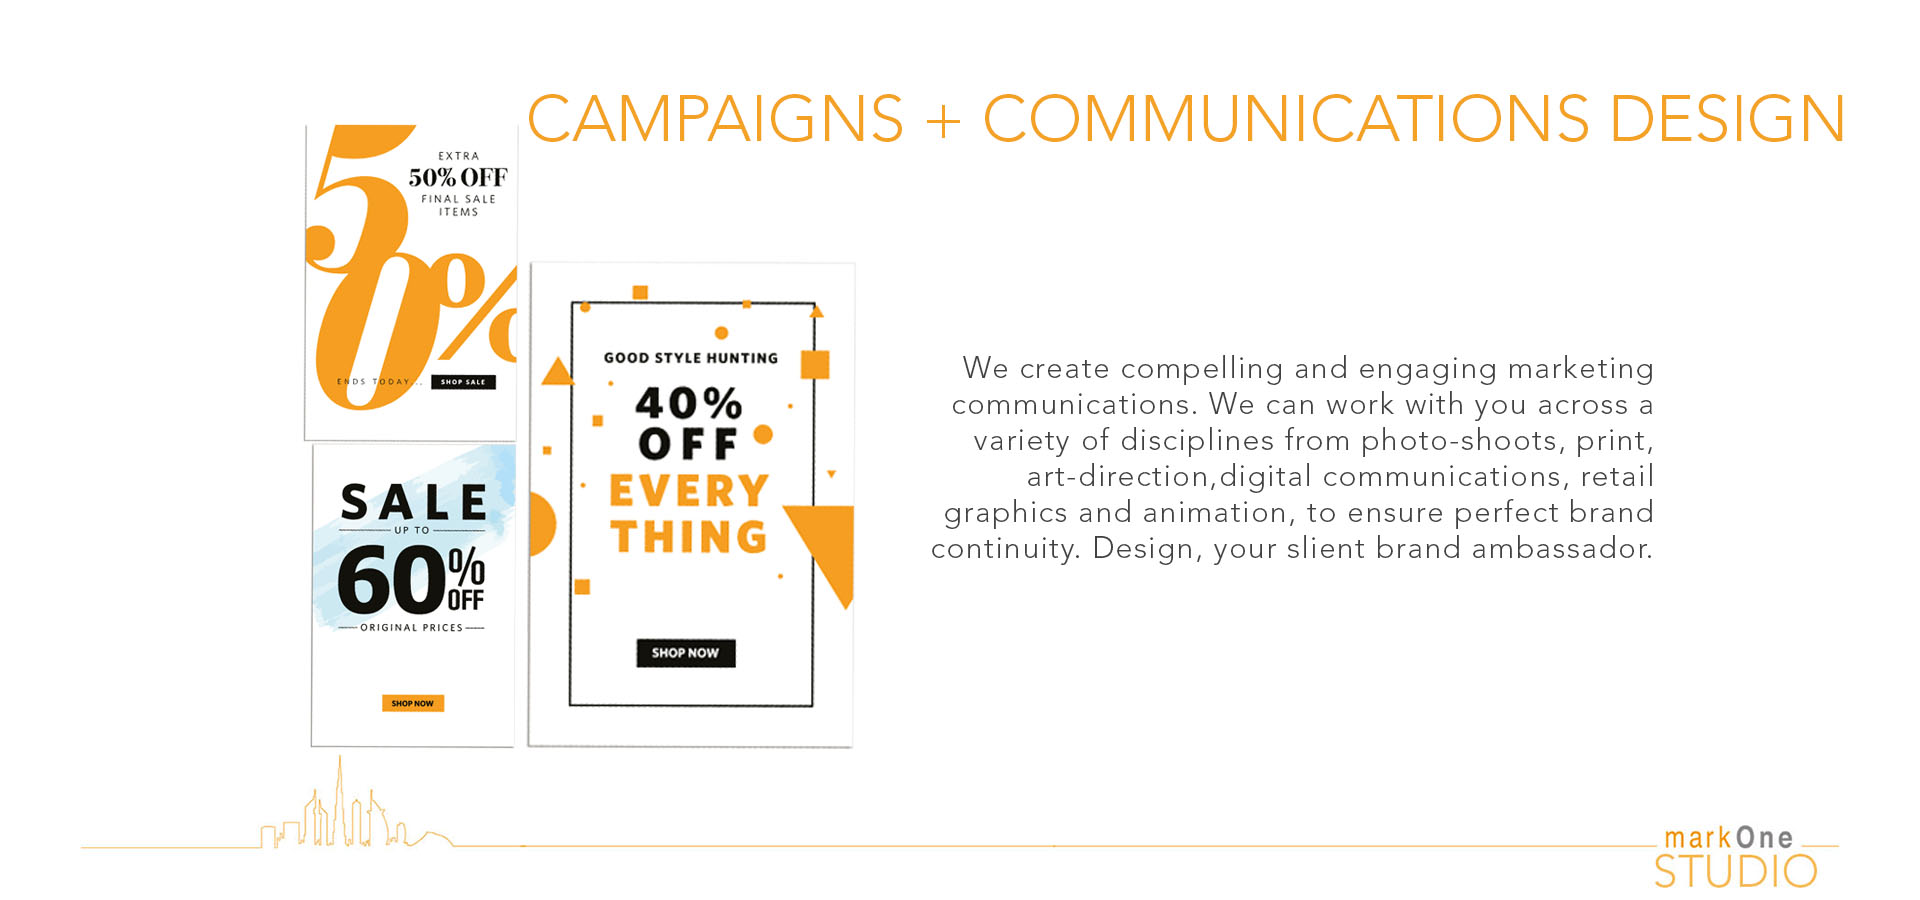 CAMPAIGNS + COMMUNICATIONS DESIGN
50%
EXTRA
50% OFF
FINAL SALE
ITEMS
ENDS TODAY...
SHOP SALE
SALE
UP TO
60% OFF
ORIGINAL PRICES
SHOP NOW
GOOD STYLE HUNTING
40%
OFF
EVERY
THING
SHOP NOW
We create compelling and engaging marketing
communications. We can work with you across a
variety of disciplines from photo-shoots, print,
art-direction,digital communications, retail
graphics and animation, to ensure perfect brand
continuity. Design, your slient brand ambassador.
markOne
STUDIO